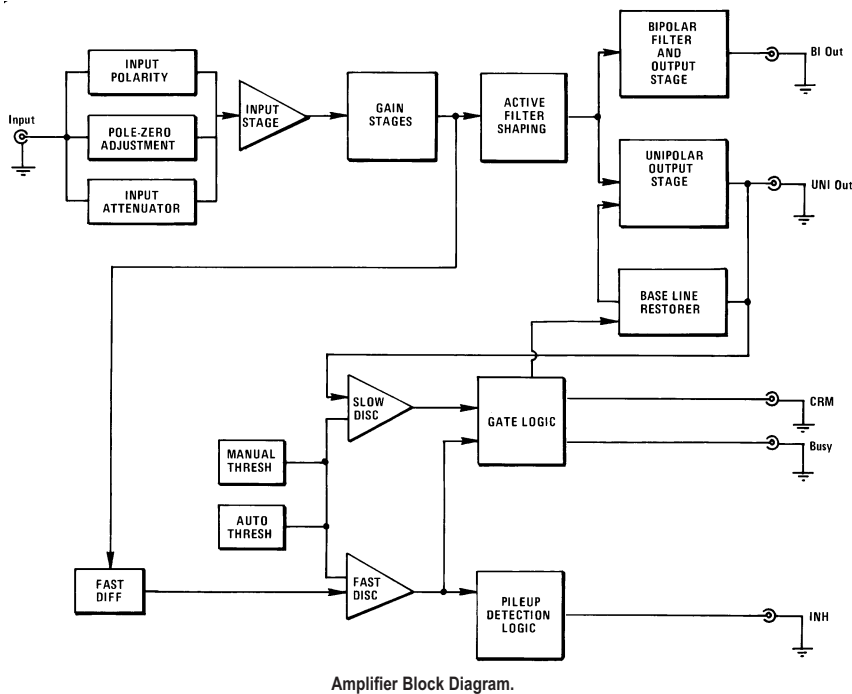 BIPOLAR
FILTER
AND
OUTPUT
STAGE
BI Out
INPUT
POLARITY
Input
POLE-ZERO
ADJUSTMENT
INPUT
ATTENUATOR
INPUT
STAGE
GAIN
STAGES
ACTIVE
FILTER
SHAPING
UNIPOLAR
OUTPUT
STAGE
UNI Out
BASE LINE
RESTORER
SLOW
DISC
GATE LOGIC
CRM
Busy
MANUAL
THRESH
AUTO
THRESH
FAST
DIFF
FAST
DISC
PILEUP
DETECTION
LOGIC
INH
Amplifier Block Diagram.